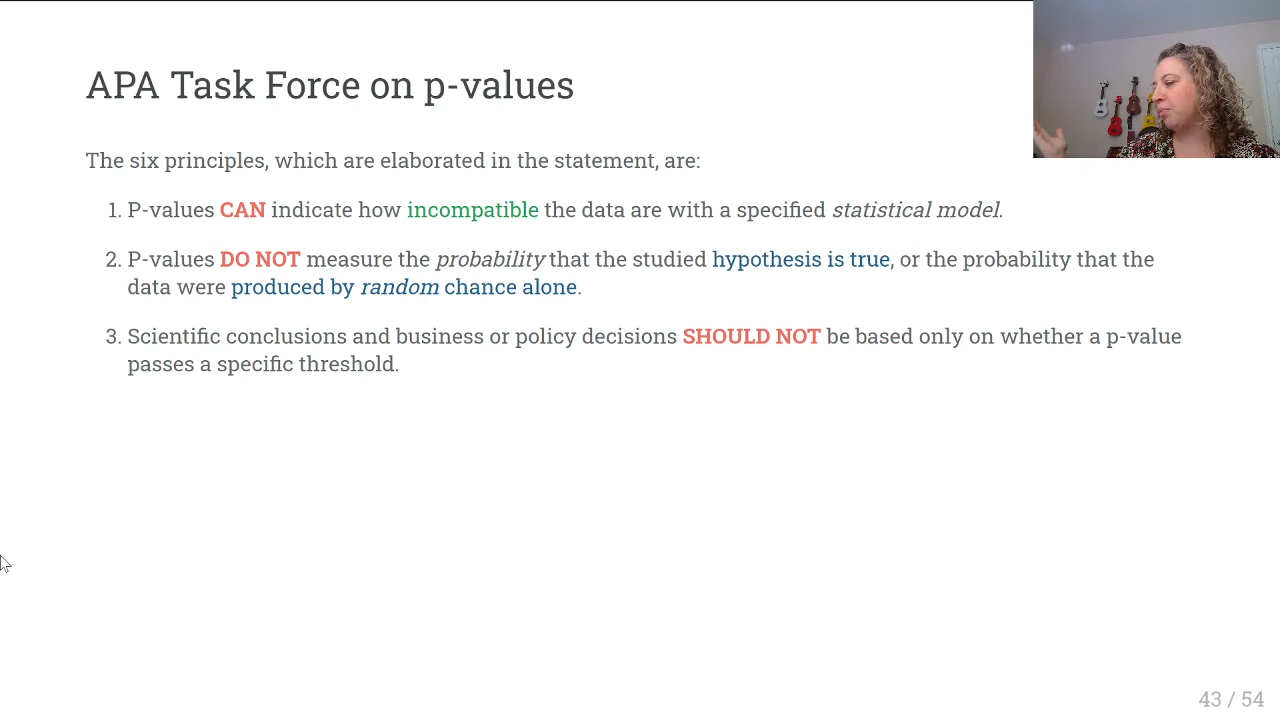 APA Task Force on p-values
The six principles, which are elaborated in the statement, are:
1. P-values CAN indicate how incompatible the data are with a specified statistical model.
2. P-values DO NOT measure the probability that the studied hypothesis is true, or the probability that the
data were produced by random chance alone.
3. Scientific conclusions and business or policy decisions SHOULD NOT be based only on whether a p-value
passes a specific threshold.
43 / 54